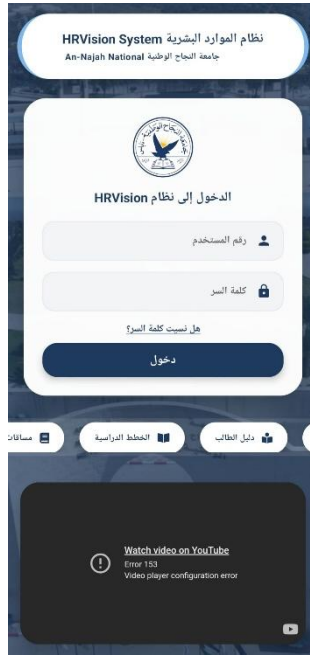 نظام الموارد البشرية HRVision System
جامعة النجاح الوطنية An-Najah National
الدخول إلى نظام HRVision
رقم المستخدم
كلمة السر
هل نسيت كلمة السر؟
دخول
دليل الطالب
الخطط الدراسية
مساقات
Watch video on YouTube
Error 153
Video player configuration error